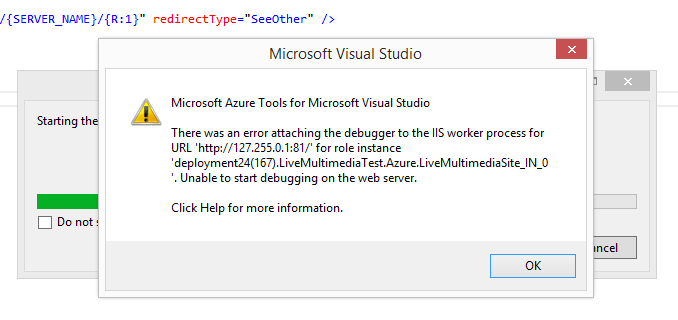 /{SERVER_NAME}/{R:1}" redirectType="SeeOther" />
Microsoft Visual Studio
Microsoft Azure Tools for Microsoft Visual Studio
Starting the
There was an error attaching the debugger to the IIS worker process for
URL 'http://127.255.0.1:81/' for role instance
'deployment24(167).LiveMultimediaTest.Azure.LiveMultimediaSite_IN_0
'. Unable to start debugging on the web server.
Click Help for more information.
Do not
OK